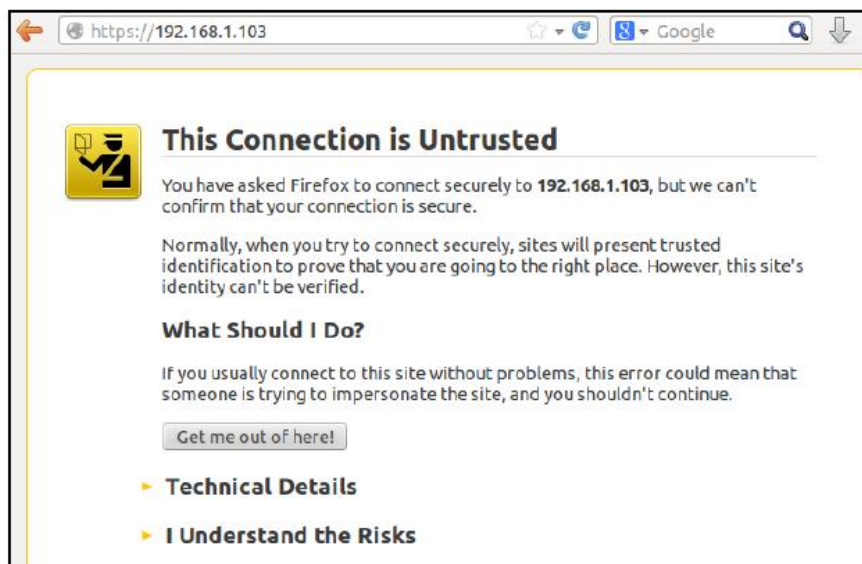 https://192.168.1.103
8 Google
This Connection is Untrusted
You have asked Firefox to connect securely to 192.168.1.103, but we can't
confirm that your connection is secure.
Normally, when you try to connect securely, sites will present trusted
identification to prove that you are going to the right place. However, this site's
identity can't be verified.
What Should I Do?
If you usually connect to this site without problems, this error could mean that
someone is trying to impersonate the site, and you shouldn't continue.
Get me out of here!
Technical Details
I Understand the Risks